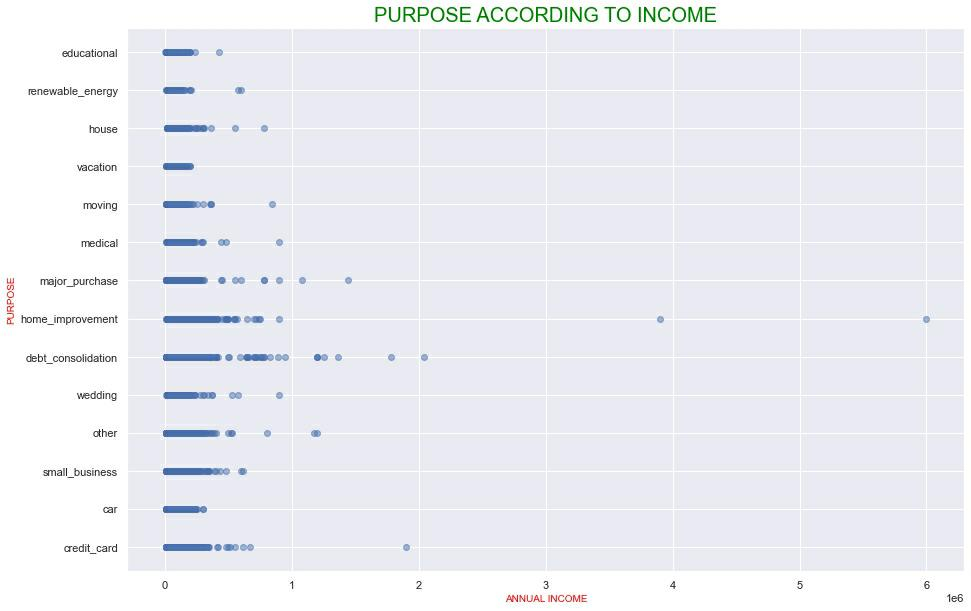 PURPOSE ACCORDING TO INCOME
PURPOSE
educational
renewable_energy
house
vacation
moving
medical
major_purchase
home_improvement
debt_consolidation
wedding
other
small_business
car
credit_card
0 1 2 3 4 5 6
1e6
ANNUAL INCOME